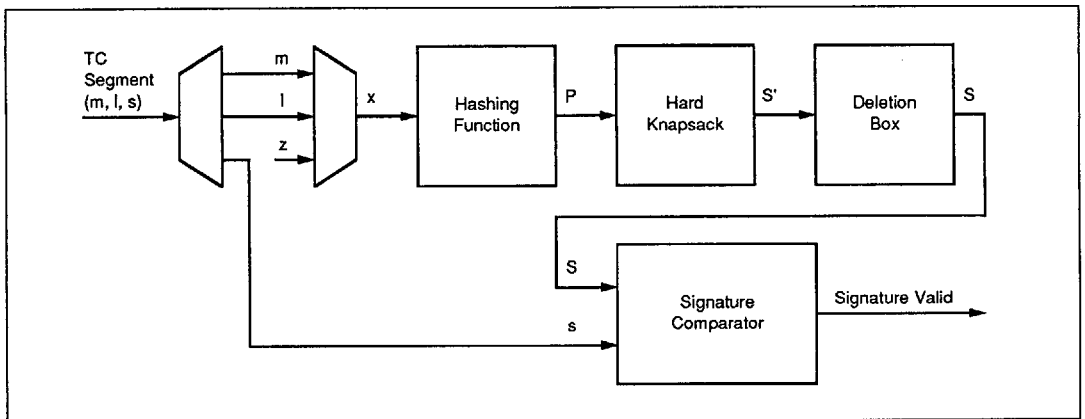 TC
Segment
(m, l, s)
m
l
z
x
Hashing
Function
P
Hard
Knapsack
S'
Deletion
Box
S
S
s
Signature
Comparator
Signature Valid